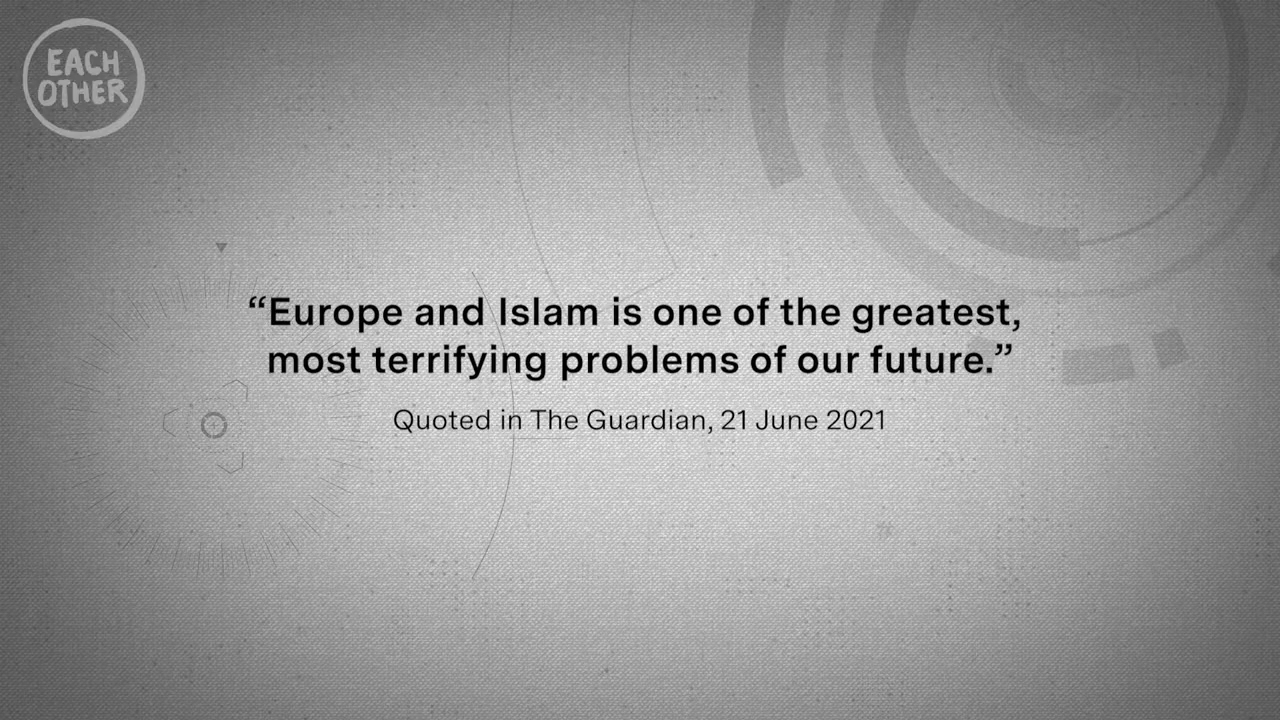 EACH
OTHER
“Europe and Islam is one of the greatest,
most terrifying problems of our future.”
Quoted in The Guardian, 21 June 2021